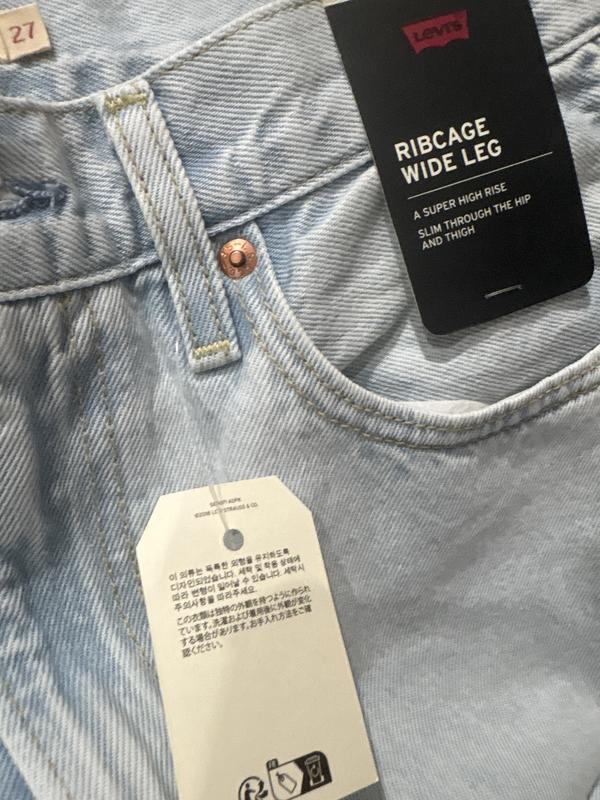 27
Levi's
RIBCAGE
WIDE LEG
A SUPER HIGH RISE
SLIM THROUGH THE HIP
AND THIGH
이 의류는 독특한 외형을 유지하도록
디자인되었습니다. 세탁 및 착용 상태에
따라 변형이 일어날 수 있습니다. 세탁시
주의사항을 따라주세요.
この衣類は独特の外観を持つように作られ
ています。洗濯および着用後に外観が変化
する場合があります。お手入れ方法をご確
認ください。
FR